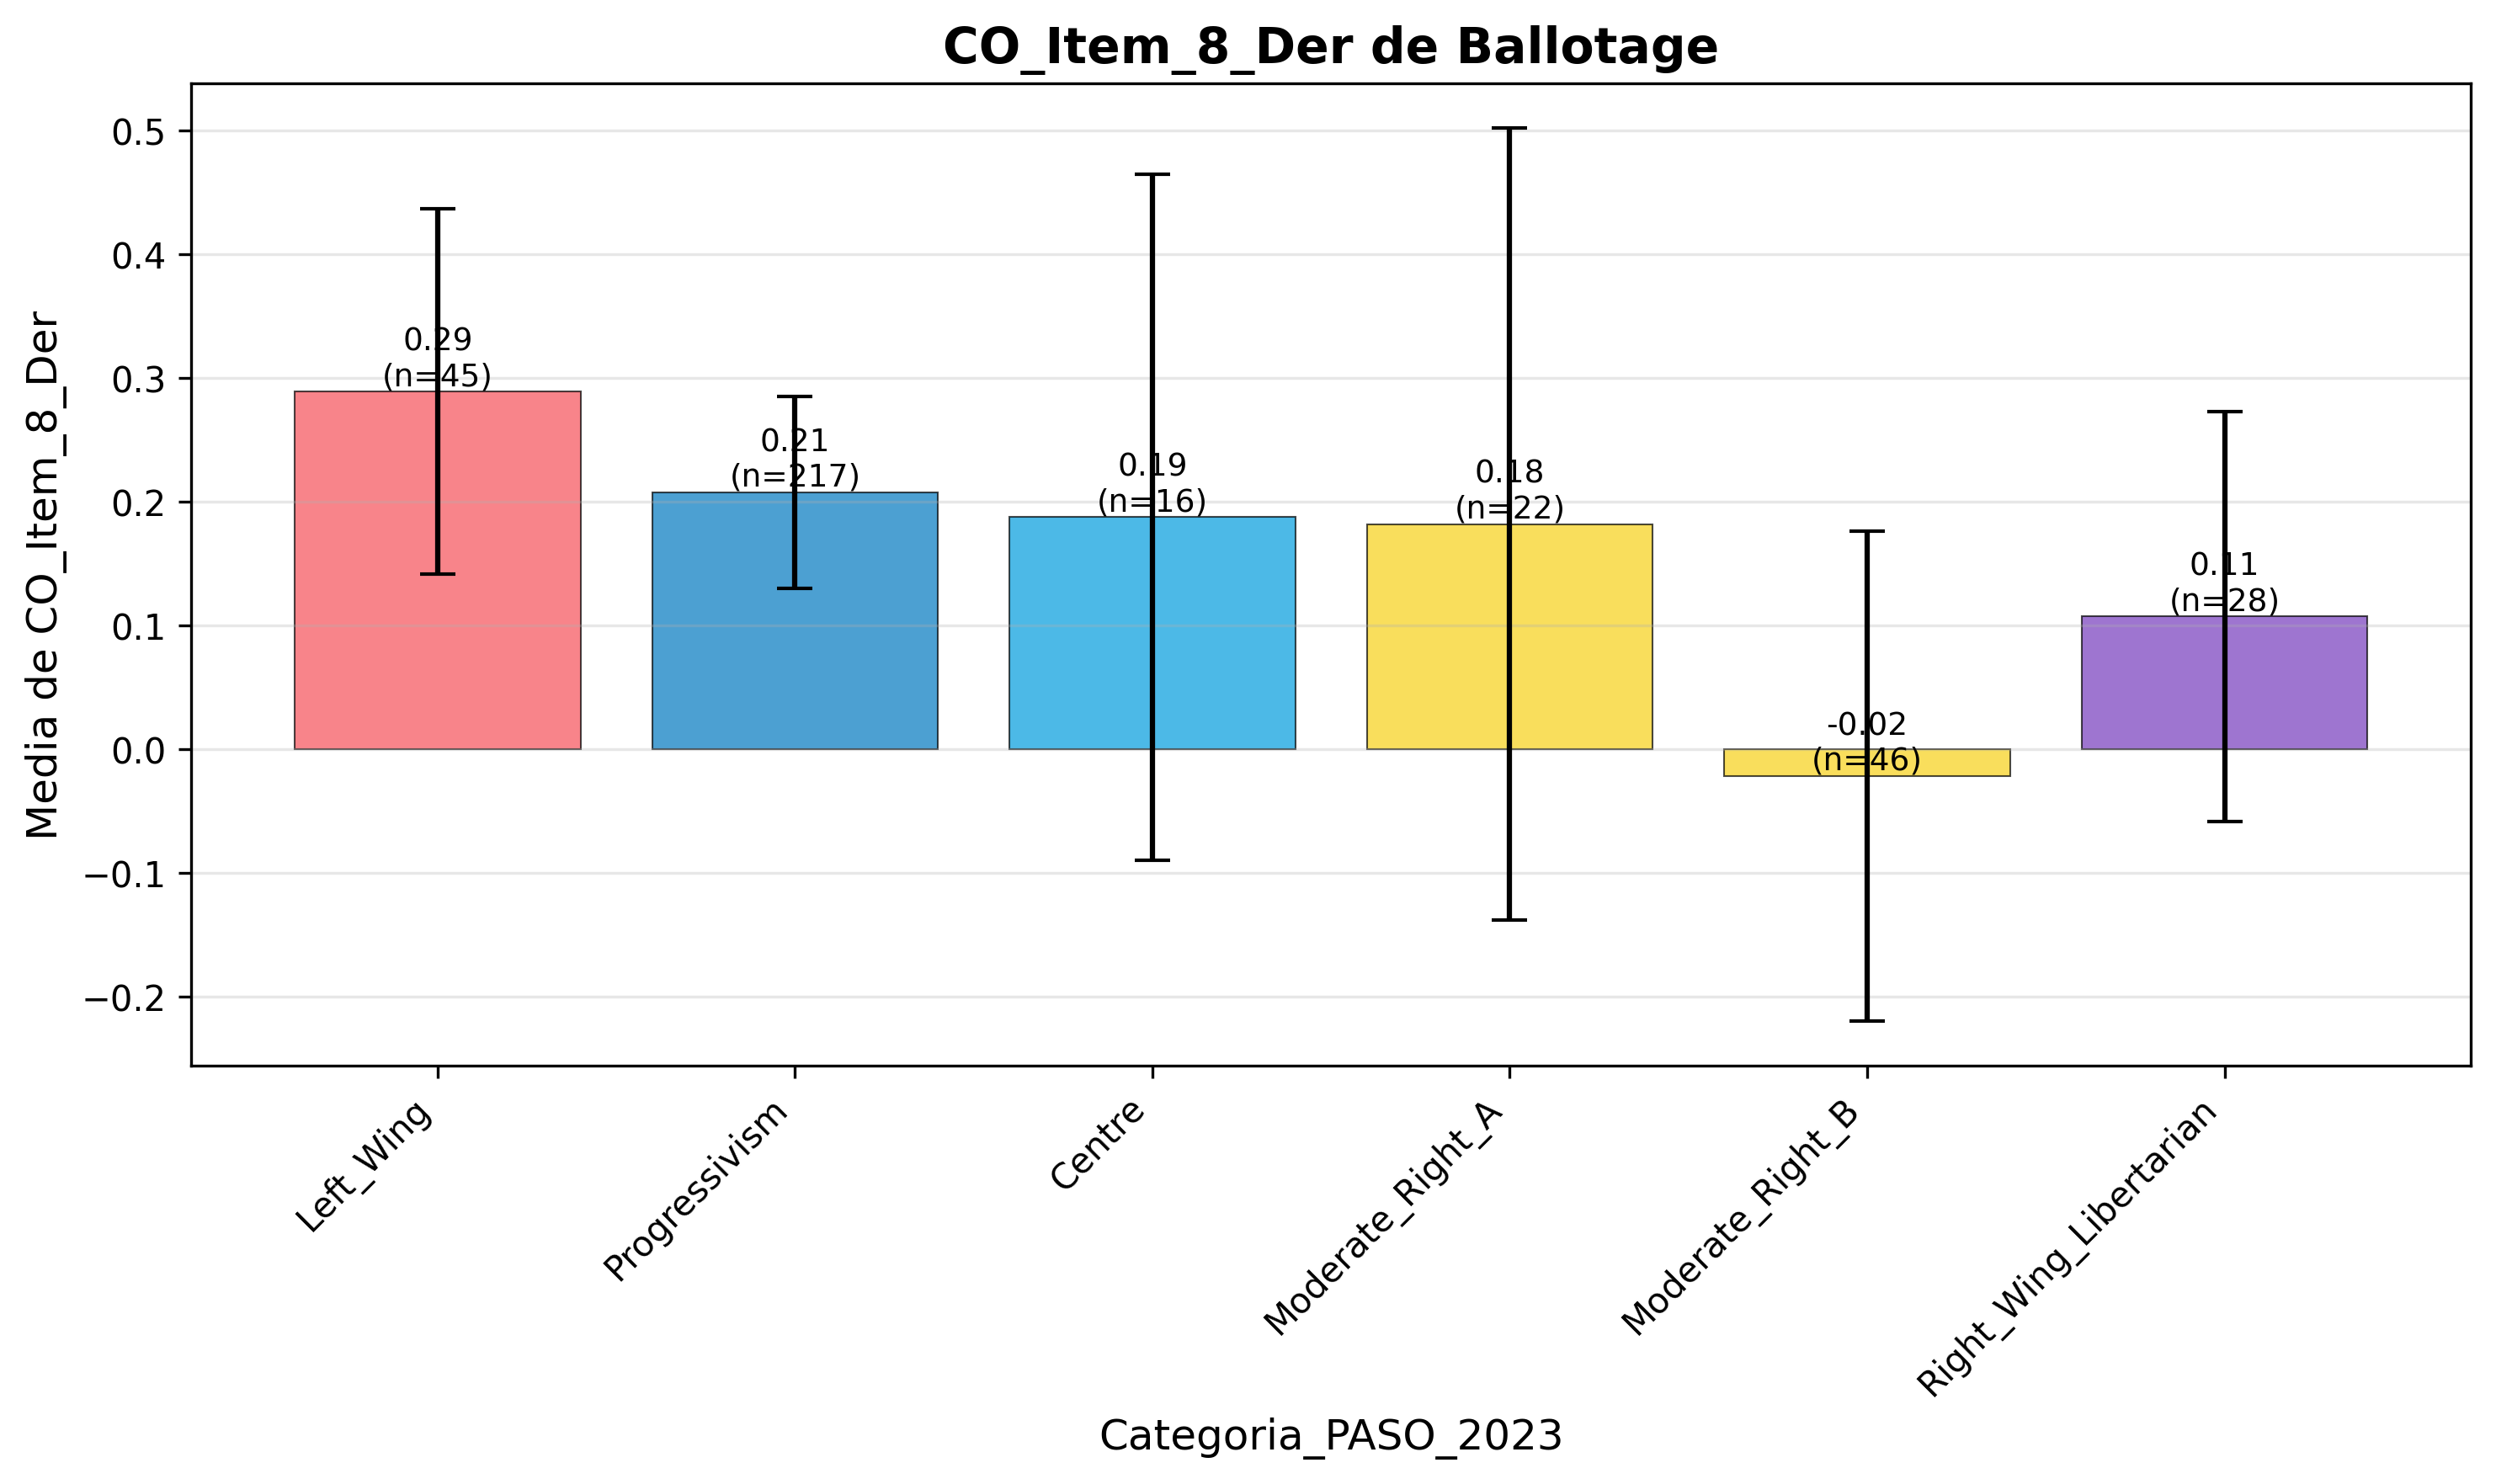 CO_Item_8_Der de Ballotage
Media de CO_Item_8_Der
0.5
0.4
0.3
0.2
0.1
0.0
−0.1
−0.2
0.29
(n=45)
0.21
(n=217)
0.19
(n=16)
0.18
(n=22)
-0.02
(n=46)
0.11
(n=28)
Left_Wing
Progressivism
Centre
Moderate_Right_A
Moderate_Right_B
Right_Wing_Libertarian
Categoria_PASO_2023